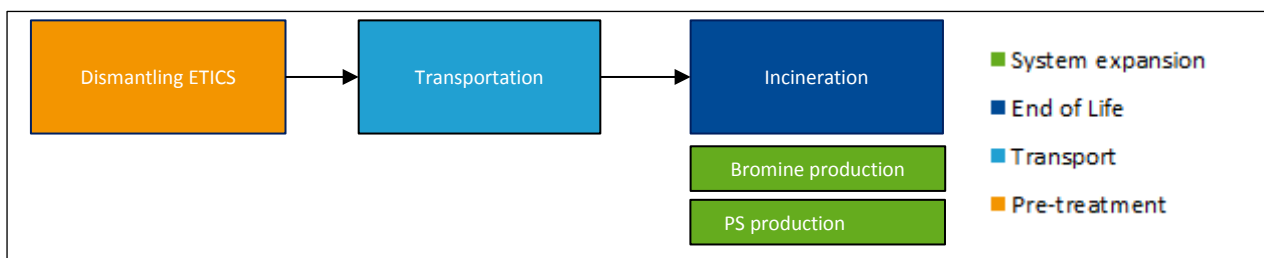 Dismantling ETICS
Transportation
Incineration
Bromine production
PS production
System expansion
End of Life
Transport
Pre-treatment